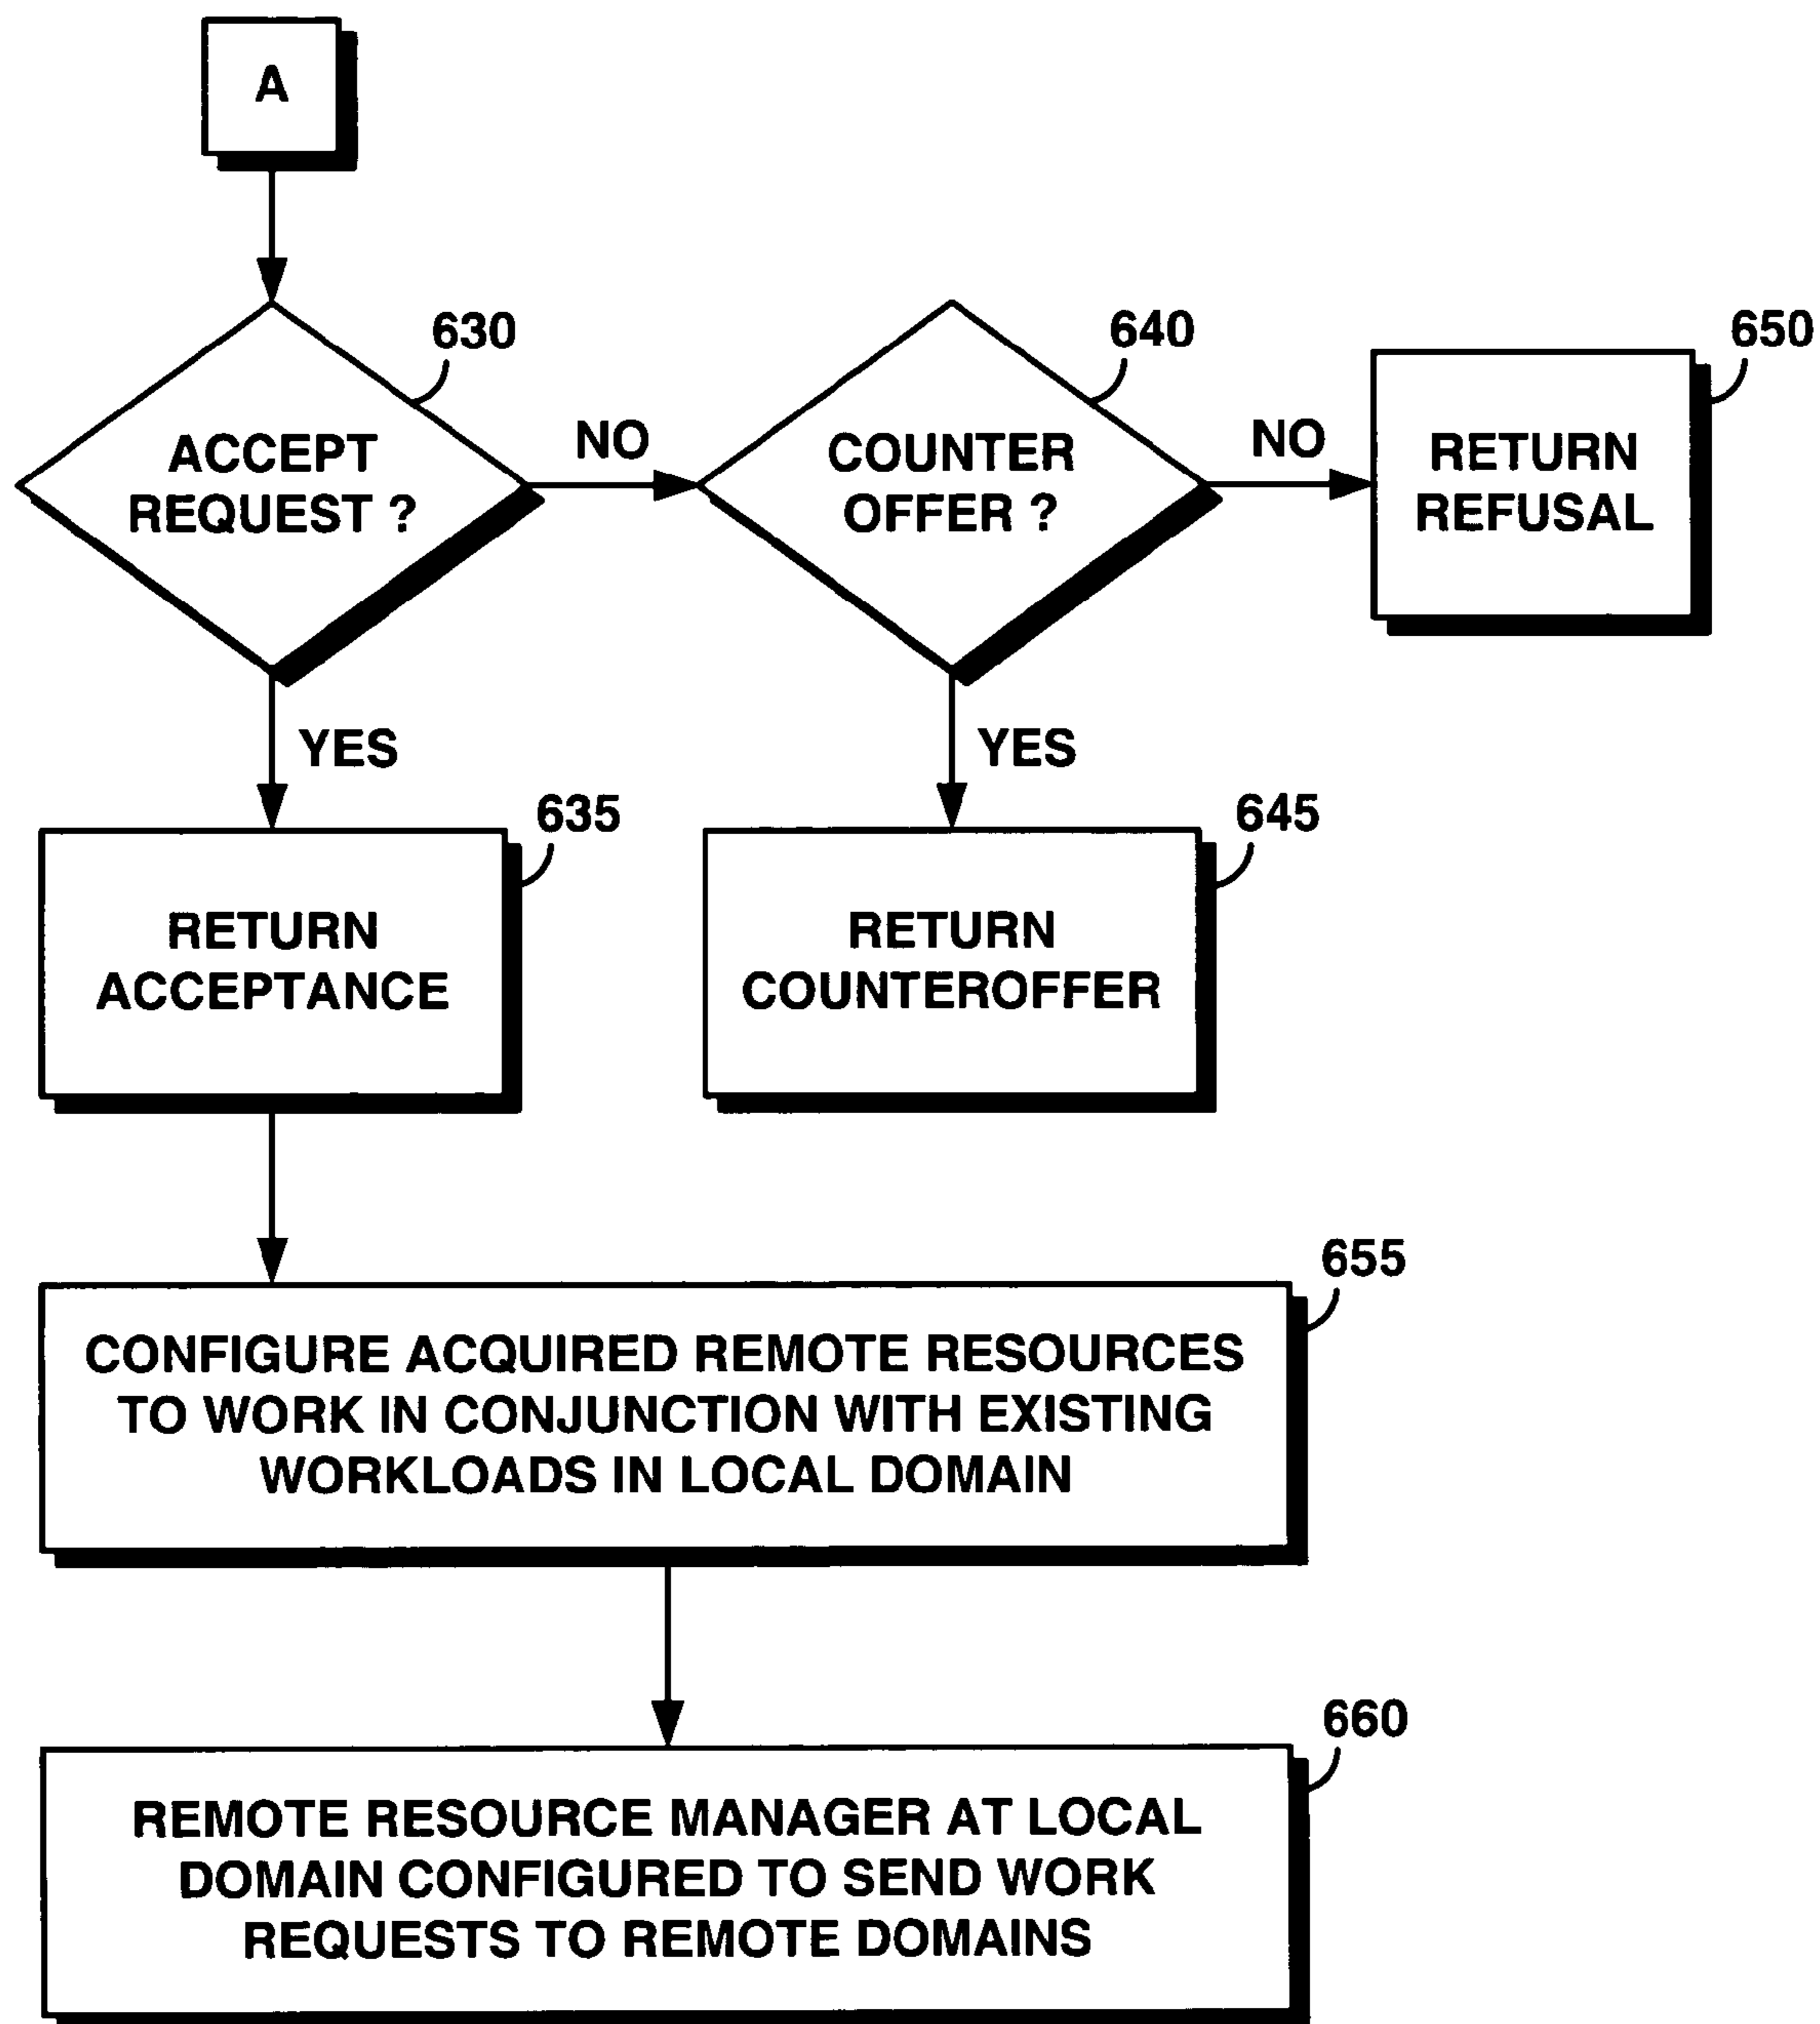 A
630
640
650
ACCEPT
REQUEST ?
NO
COUNTER
OFFER ?
NO
RETURN
REFUSAL
YES
YES
635
645
RETURN
ACCEPTANCE
RETURN
COUNTEROFFER
655
CONFIGURE ACQUIRED REMOTE RESOURCES
TO WORK IN CONJUNCTION WITH EXISTING
WORKLOADS IN LOCAL DOMAIN
660
REMOTE RESOURCE MANAGER AT LOCAL
DOMAIN CONFIGURED TO SEND WORK
REQUESTS TO REMOTE DOMAINS